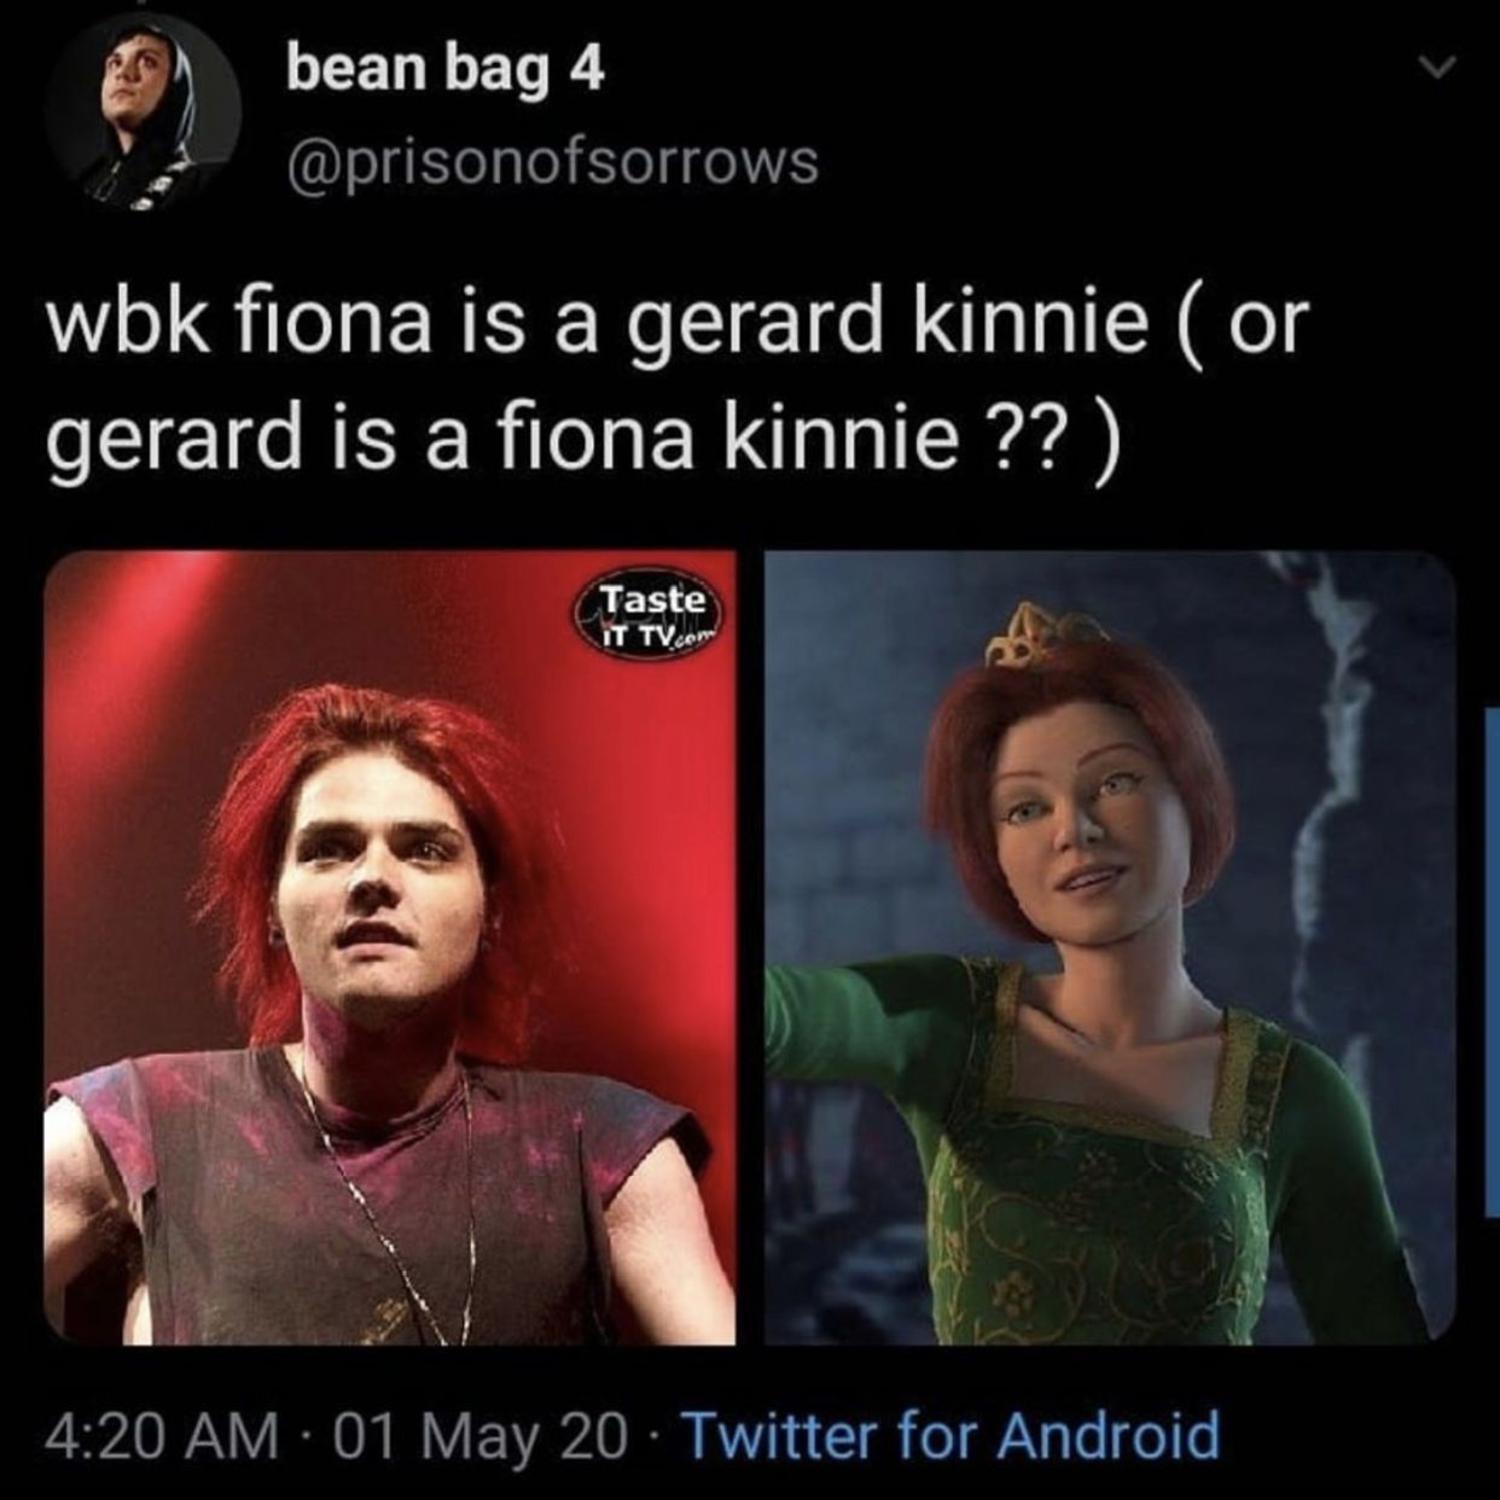 bean bag 4
@prisonofsorrows
wbk fiona is a gerard kinnie ( or
gerard is a fiona kinnie ?? )
Taste
iT TV.com
4:20 AM · 01 May 20 · Twitter for Android